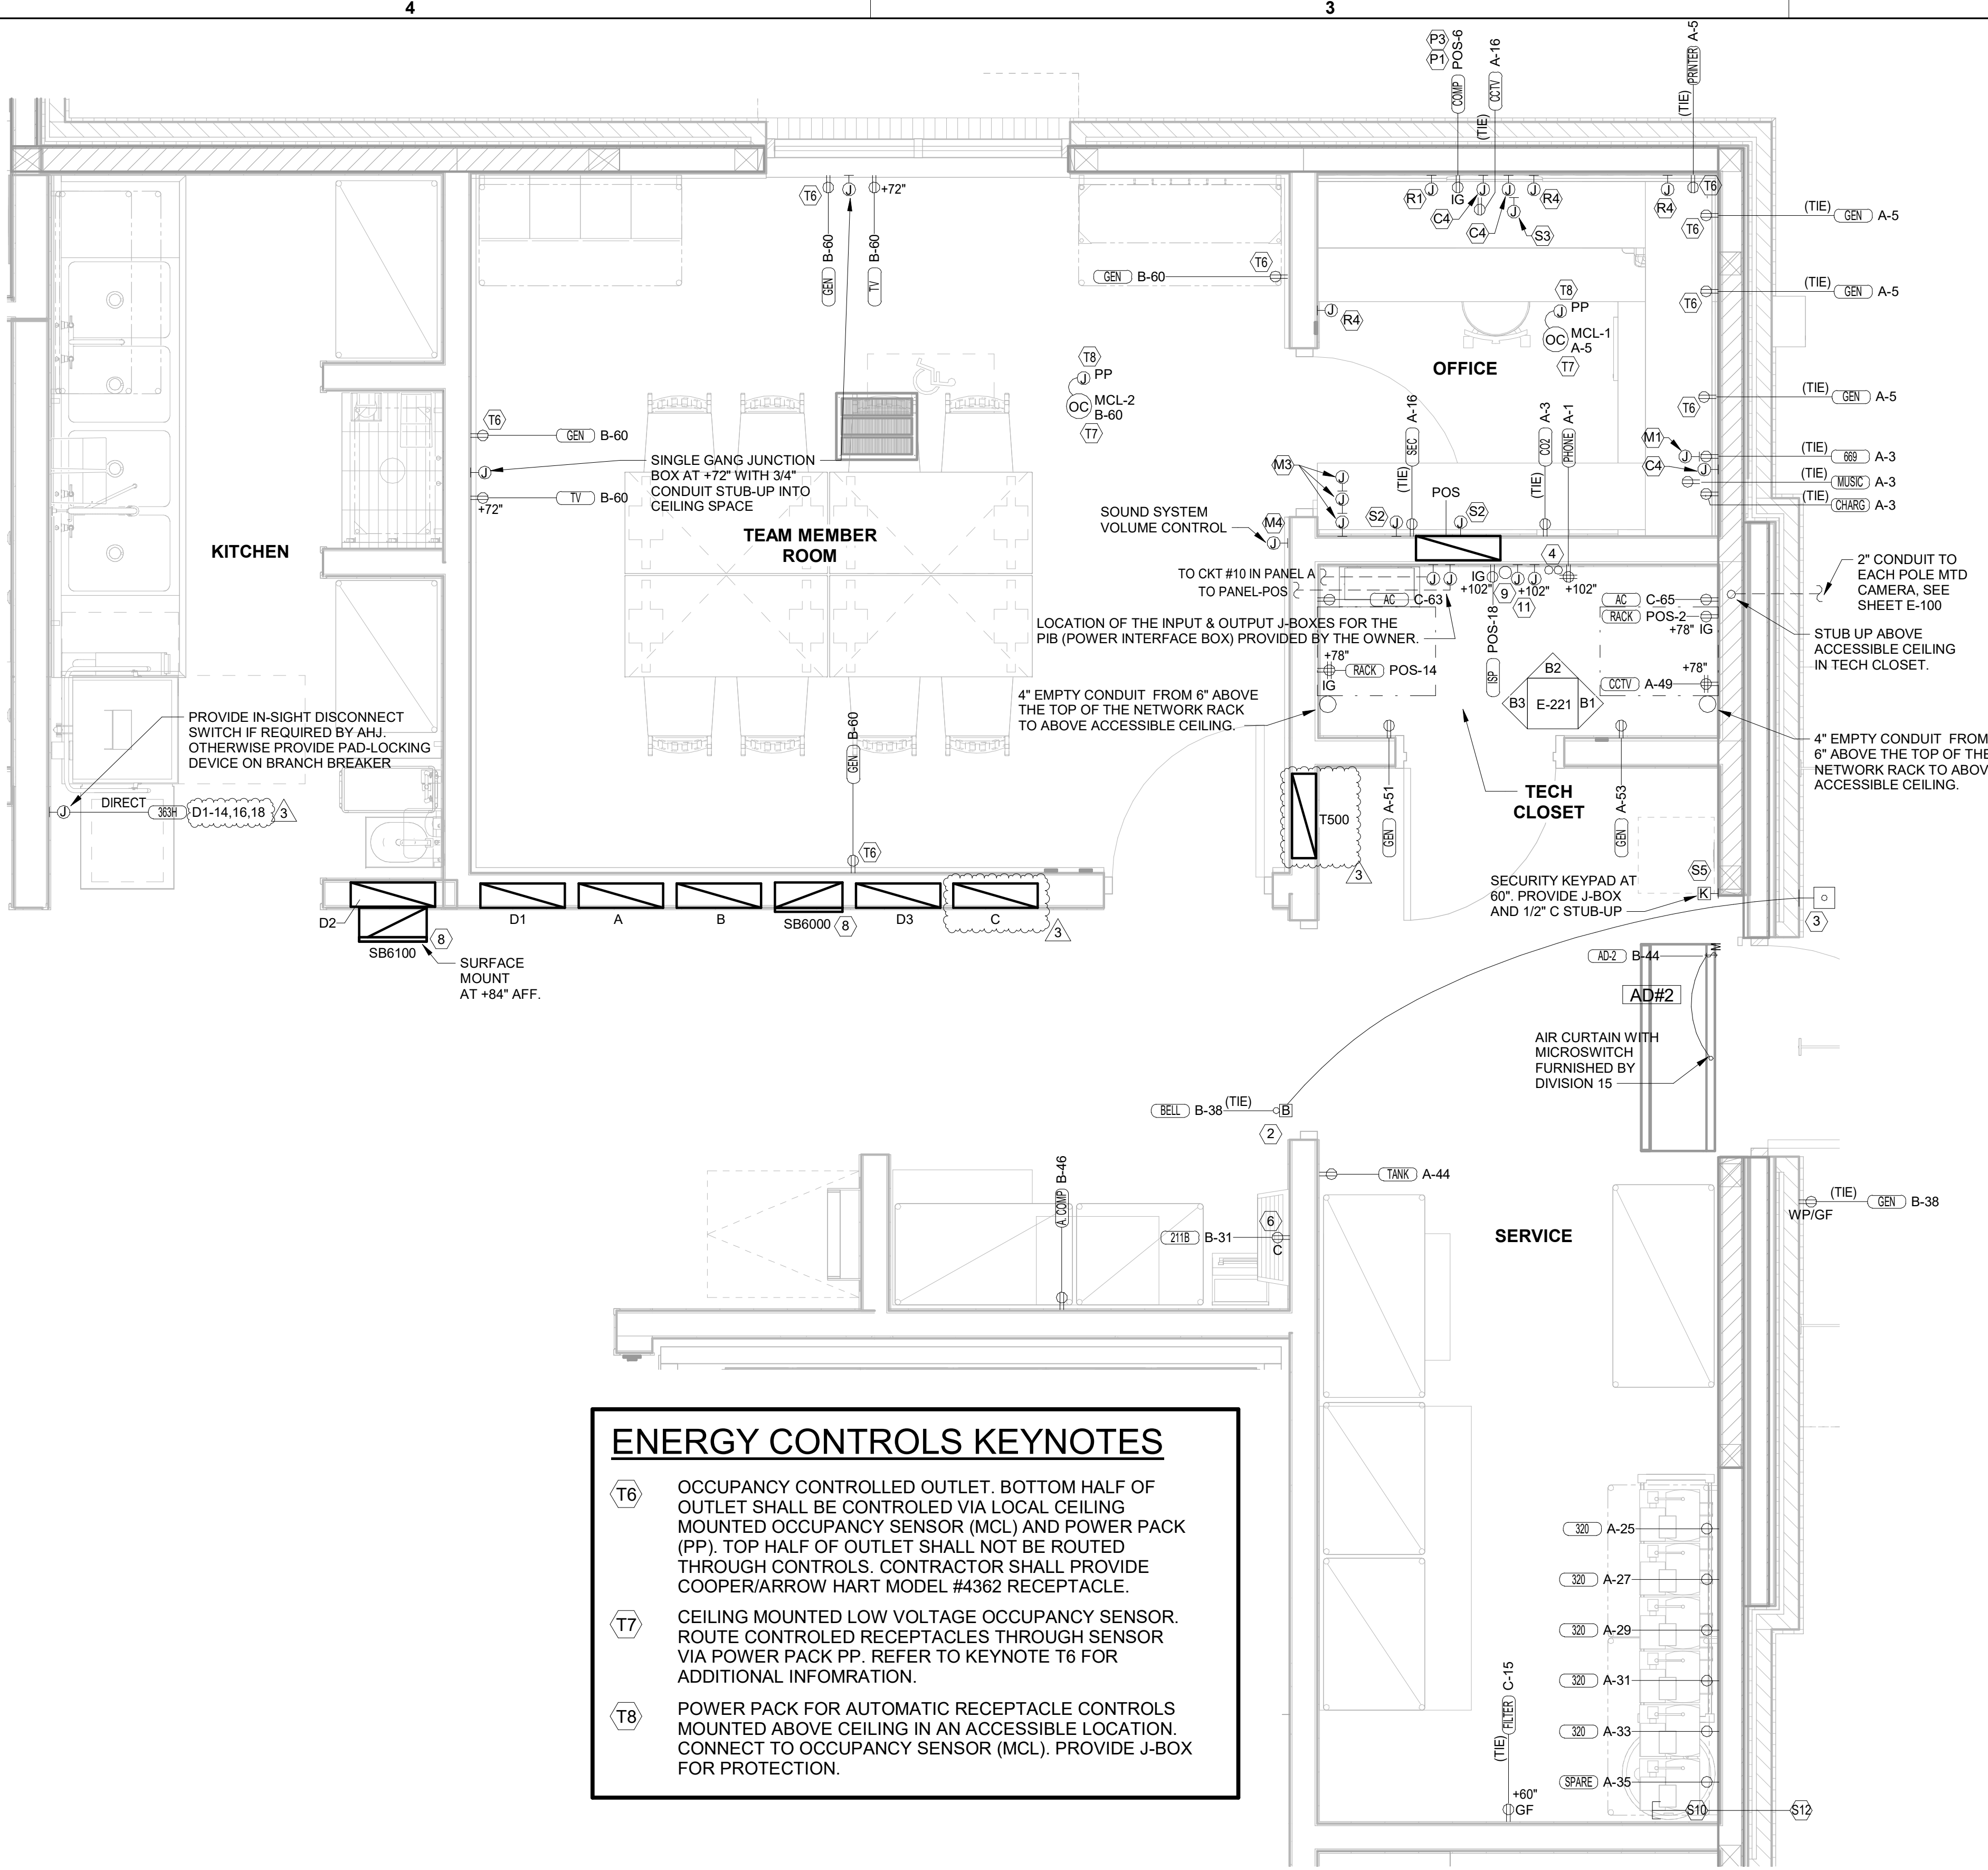 4
3
P3
P1
COMP POS-6
CCTV A-16
(TIE)
PRINTER A-5
(TIE)
T6
J
+72"
GEN B-60
TV B-60
R1
J
IG
C4
J
J
J
R4
C4
J
S3
J
R4
T6
(TIE) GEN A-5
T6
(TIE) GEN A-5
T6
GEN B-60
T6
J
R4
T8
J PP
OC MCL-1
A-5
T7
OFFICE
T8
J PP
OC MCL-2
B-60
T7
(TIE) GEN A-5
T6
T6
GEN B-60
J
TV B-60
+72"
SINGLE GANG JUNCTION
BOX AT +72" WITH 3/4"
CONDUIT STUB-UP INTO
CEILING SPACE
TEAM MEMBER
ROOM
KITCHEN
M3
J
J
J
SEC A-16
(TIE)
CO2 A-3
(TIE)
PHONE A-1
M1
J
C4
J
(TIE) 669 A-3
(TIE) MUSIC A-3
(TIE) CHARG A-3
POS
S2
J
S2
J
SOUND SYSTEM
VOLUME CONTROL
M4
J
4
TO CKT #10 IN PANEL A
TO PANEL-POS
J
J
IG
+102"
9
J
J
+102"
11
+102"
AC C-63
AC C-65
RACK POS-2
+78" IG
2" CONDUIT TO
EACH POLE MTD
CAMERA, SEE
SHEET E-100
STUB UP ABOVE
ACCESSIBLE CEILING
IN TECH CLOSET.
LOCATION OF THE INPUT & OUTPUT J-BOXES FOR THE
PIB (POWER INTERFACE BOX) PROVIDED BY THE OWNER.
+78"
RACK POS-14
IG
ISP POS-18
B2
B3 E-221 B1
+78"
CCTV A-49
4" EMPTY CONDUIT FROM 6" ABOVE
THE TOP OF THE NETWORK RACK
TO ABOVE ACCESSIBLE CEILING.
4" EMPTY CONDUIT FROM
6" ABOVE THE TOP OF THE
NETWORK RACK TO ABOV
ACCESSIBLE CEILING.
PROVIDE IN-SIGHT DISCONNECT
SWITCH IF REQUIRED BY AHJ.
OTHERWISE PROVIDE PAD-LOCKING
DEVICE ON BRANCH BREAKER
J
DIRECT
363H D1-14,16,18
3
GEN B-60
T6
TECH
CLOSET
T500
3
GEN A-51
GEN A-53
S5
SECURITY KEYPAD AT
60". PROVIDE J-BOX
AND 1/2" C STUB-UP
K
3
D2
SB6100
8
SURFACE
MOUNT
AT +84" AFF.
D1
A
B
SB6000
8
D3
C
3
AD-2 B-44
M
AD#2
AIR CURTAIN WITH
MICROSWITCH
FURNISHED BY
DIVISION 15
BELL B-38 (TIE)
B
2
TANK A-44
A. COMP B-46
211B B-31
6
C
SERVICE
(TIE) GEN B-38
WP/GF
ENERGY CONTROLS KEYNOTES
T6 OCCUPANCY CONTROLLED OUTLET. BOTTOM HALF OF
OUTLET SHALL BE CONTROLED VIA LOCAL CEILING
MOUNTED OCCUPANCY SENSOR (MCL) AND POWER PACK
(PP). TOP HALF OF OUTLET SHALL NOT BE ROUTED
THROUGH CONTROLS. CONTRACTOR SHALL PROVIDE
COOPER/ARROW HART MODEL #4362 RECEPTACLE.
T7 CEILING MOUNTED LOW VOLTAGE OCCUPANCY SENSOR.
ROUTE CONTROLED RECEPTACLES THROUGH SENSOR
VIA POWER PACK PP. REFER TO KEYNOTE T6 FOR
ADDITIONAL INFOMRATION.
T8 POWER PACK FOR AUTOMATIC RECEPTACLE CONTROLS
MOUNTED ABOVE CEILING IN AN ACCESSIBLE LOCATION.
CONNECT TO OCCUPANCY SENSOR (MCL). PROVIDE J-BOX
FOR PROTECTION.
320 A-25
320 A-27
320 A-29
320 A-31
320 A-33
SPARE A-35
(TIE) FILTER C-15
+60"
GF
S10
S12